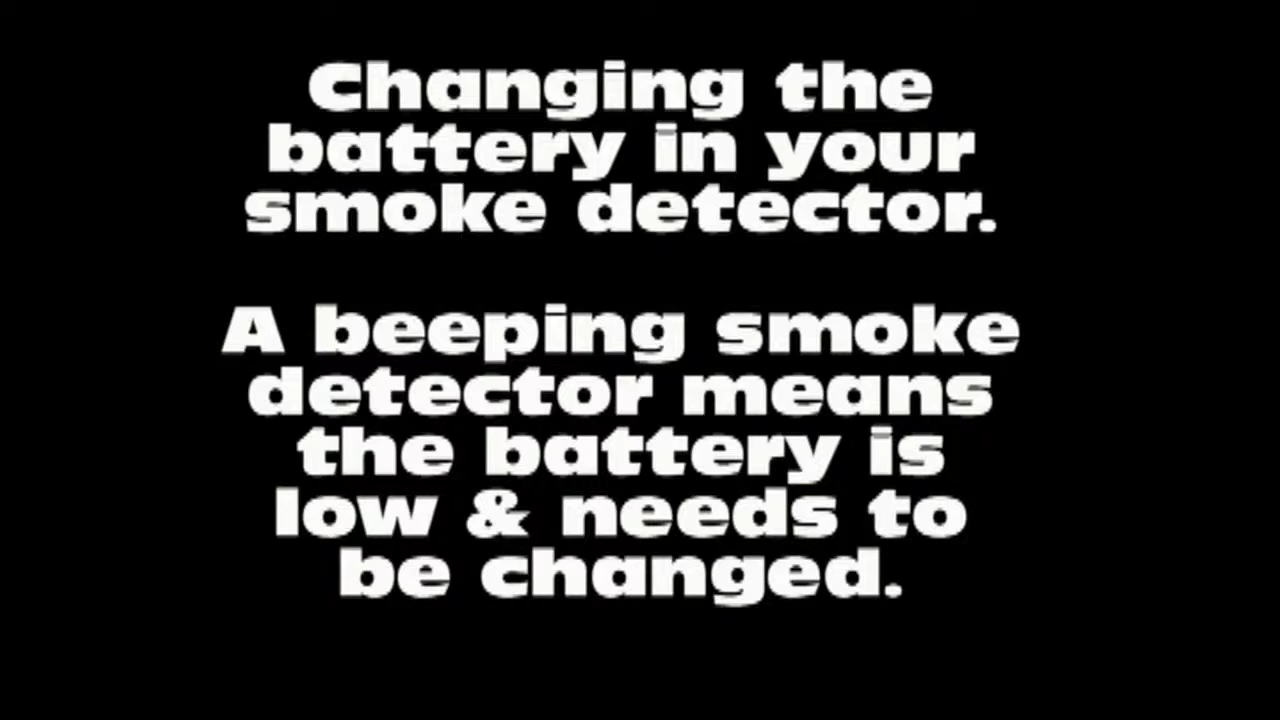 Changing the
battery in your
smoke detector.
A beeping smoke
detector means
the battery is
low & needs to
be changed.